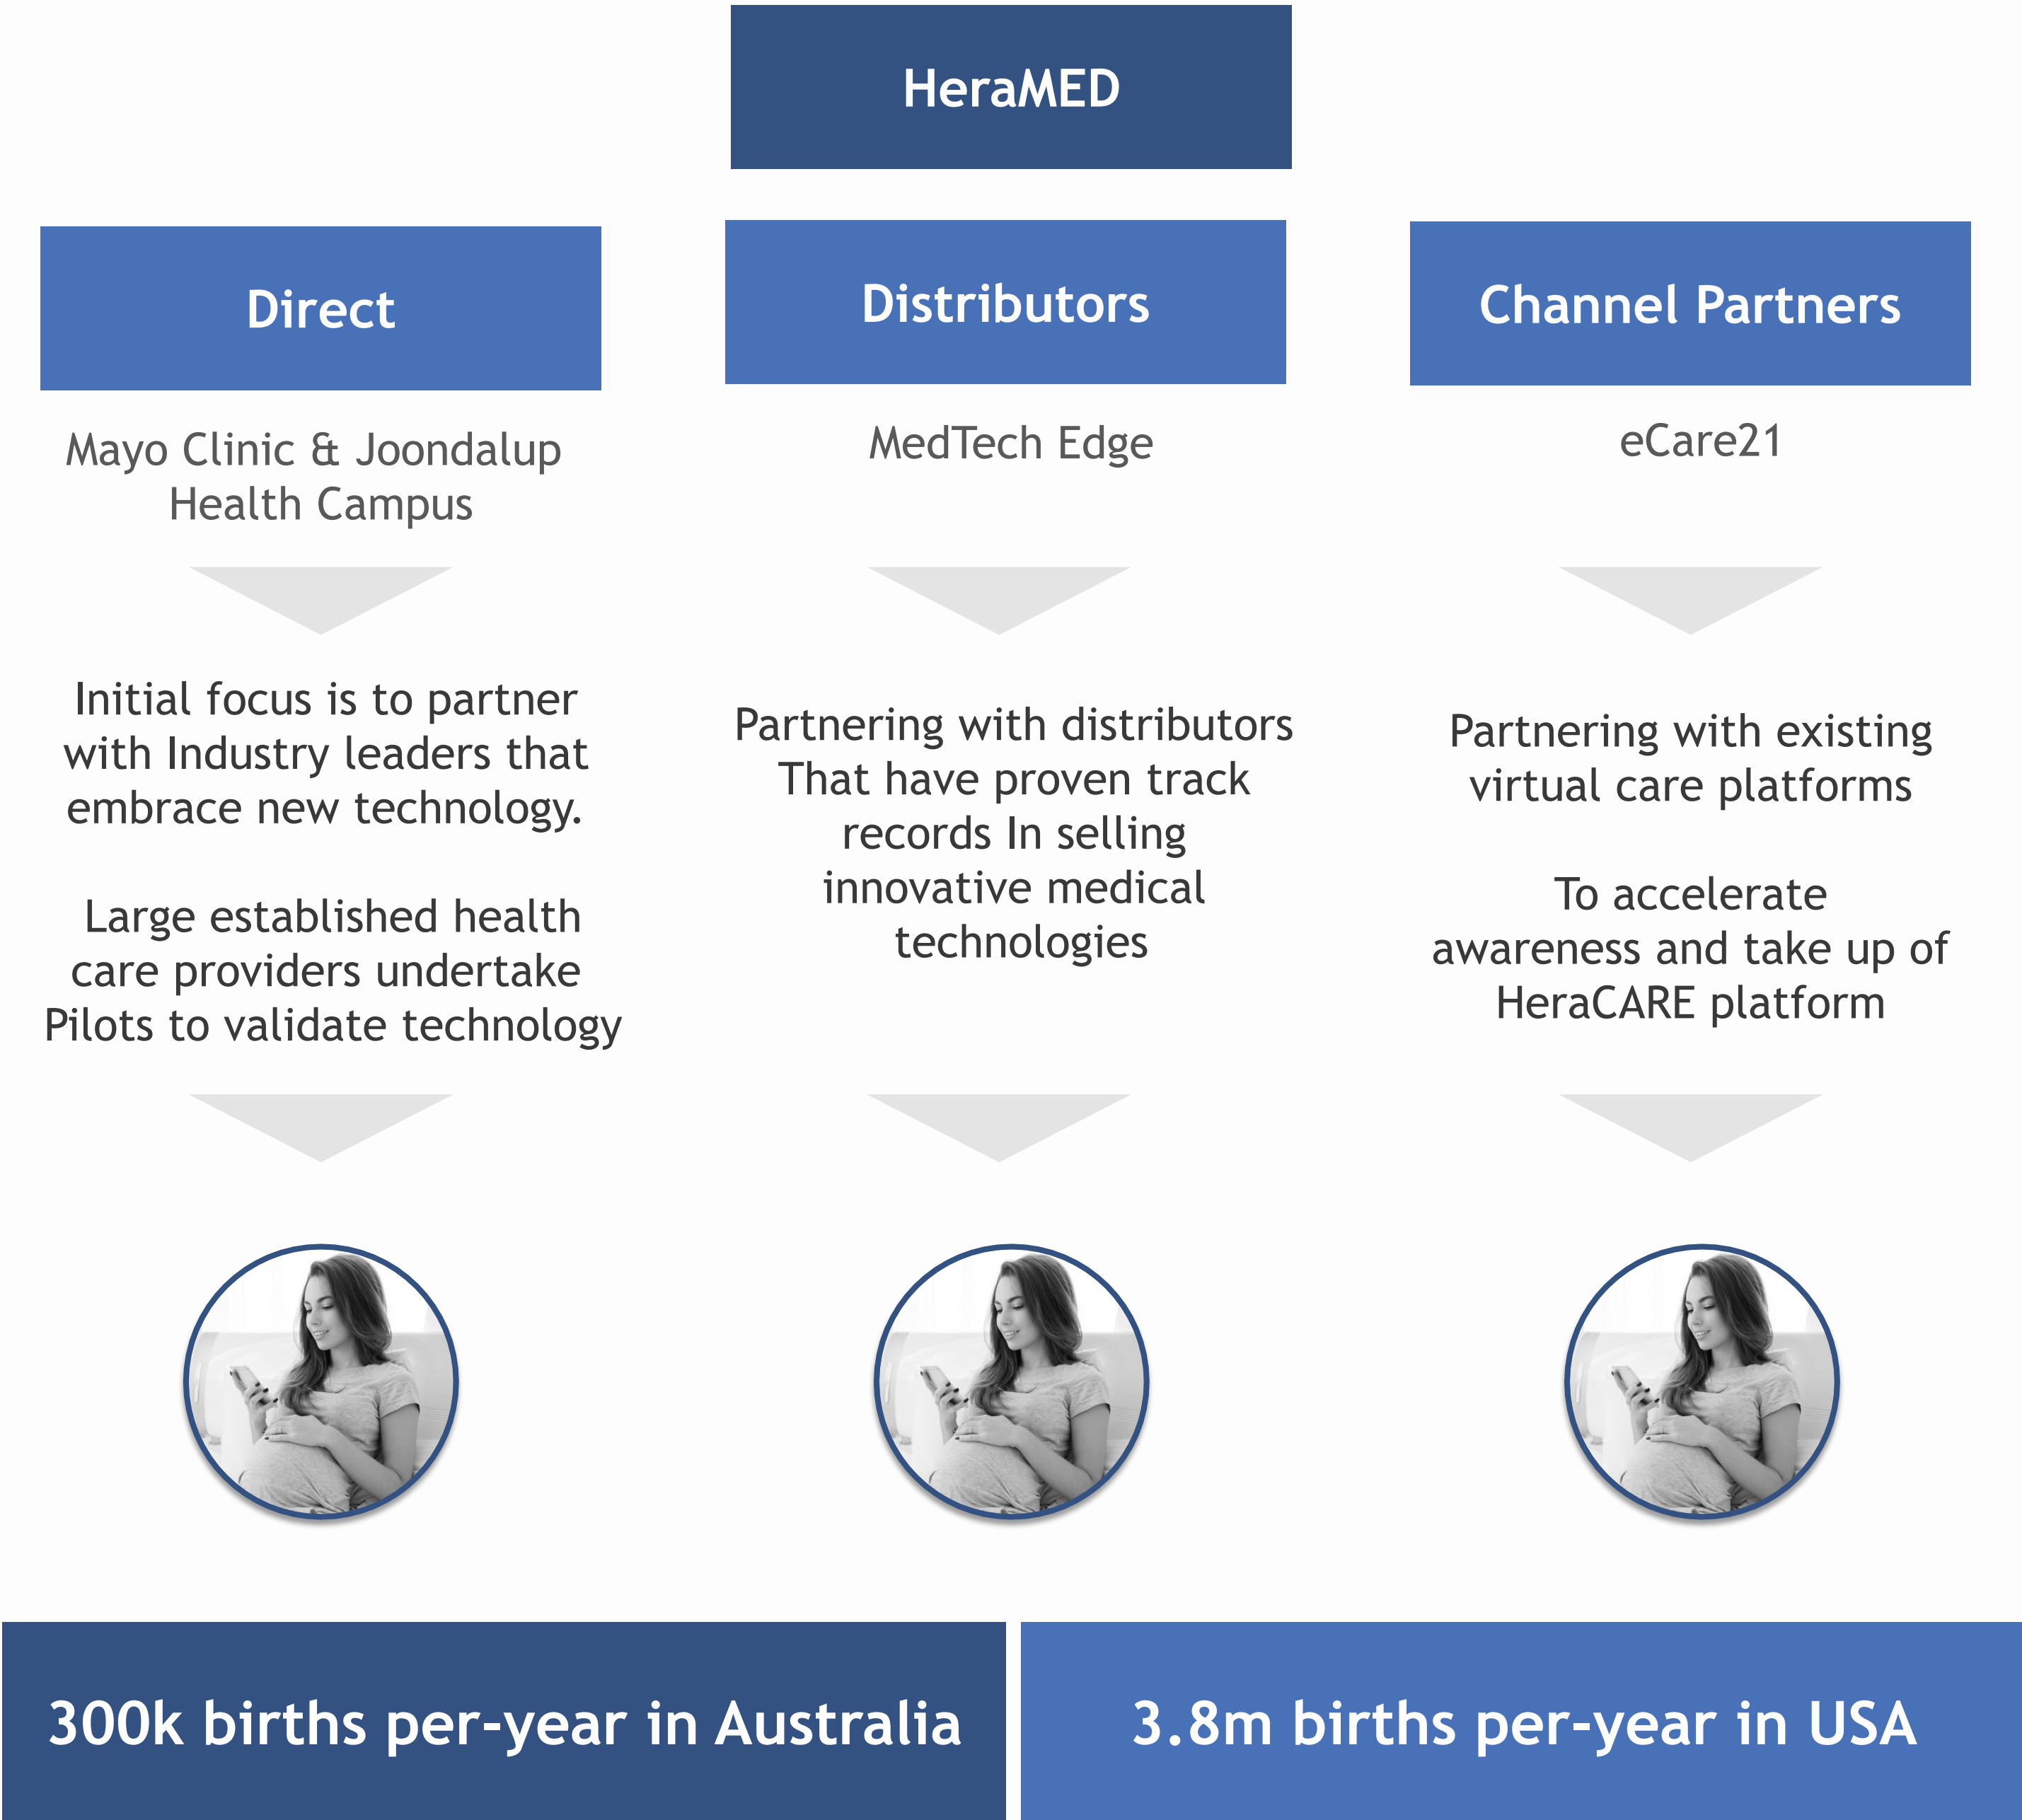 HeraMED
Direct
Mayo Clinic & Joondalup
Health Campus
Initial focus is to partner
with Industry leaders that
embrace new technology.
Large established health
care providers undertake
Pilots to validate technology
Distributors
MedTech Edge
Partnering with distributors
That have proven track
records In selling
innovative medical
technologies
Channel Partners
eCare21
Partnering with existing
virtual care platforms
To accelerate
awareness and take up of
HeraCARE platform
300k births per-year in Australia
3.8m births per-year in USA